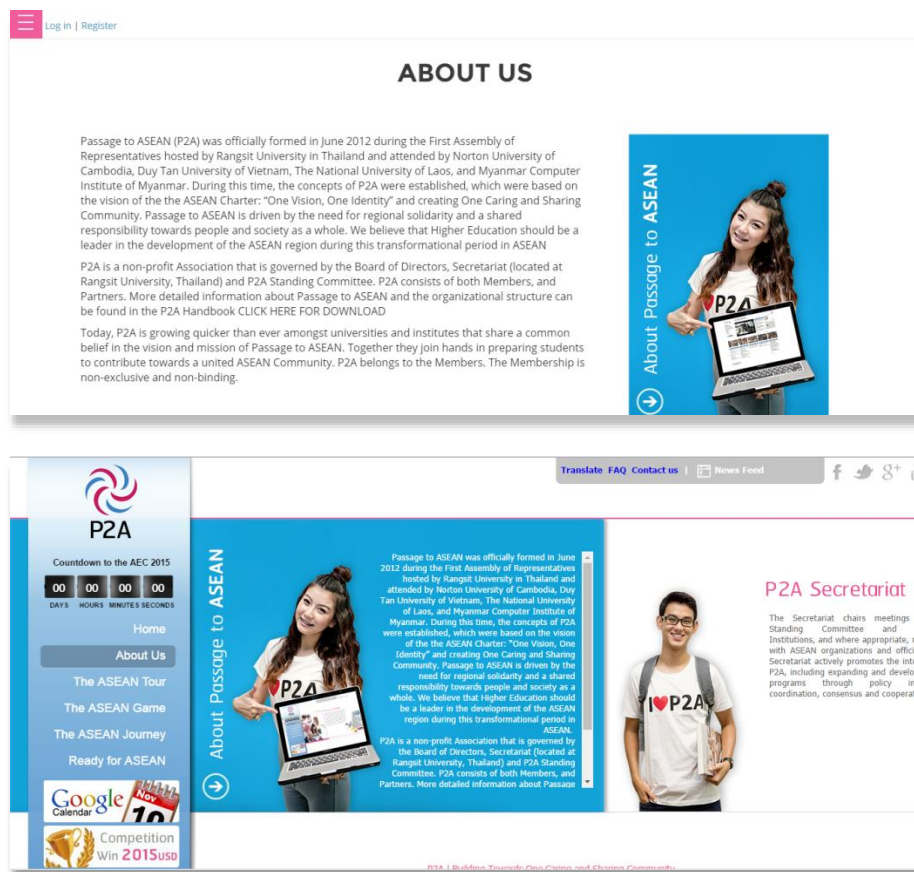 Log in | Register
ABOUT US
Passage to ASEAN (P2A) was officially formed in June 2012 during the First Assembly of
Representatives hosted by Rangsit University in Thailand and attended by Norton University of
Cambodia, Duy Tan University of Vietnam, The National University of Laos, and Myanmar Computer
Institute of Myanmar. During this time, the concepts of P2A were established, which were based on
the vision of the the ASEAN Charter: “One Vision, One Identity” and creating One Caring and Sharing
Community. Passage to ASEAN is driven by the need for regional solidarity and a shared
responsibility towards people and society as a whole. We believe that Higher Education should be a
leader in the development of the ASEAN region during this transformational period in ASEAN
P2A is a non-profit Association that is governed by the Board of Directors, Secretariat (located at
Rangsit University, Thailand) and P2A Standing Committee. P2A consists of both Members, and
Partners. More detailed information about Passage to ASEAN and the organizational structure can
be found in the P2A Handbook CLICK HERE FOR DOWNLOAD
Today, P2A is growing quicker than ever amongst universities and institutes that share a common
belief in the vision and mission of Passage to ASEAN. Together they join hands in preparing students
to contribute towards a united ASEAN Community. P2A belongs to the Members. The Membership is
non-exclusive and non-binding.
About Passage to ASEAN
P2A
Translate FAQ Contact us | News Feed
P2A
Countdown to the AEC 2015
00 00 00 00
DAYS HOURS MINUTES SECONDS
Home
About Us
The ASEAN Tour
The ASEAN Game
The ASEAN Journey
Ready for ASEAN
Google
Calendar
Nov
10
Competition
Win 2015USD
About Passage to ASEAN
P2A
Passage to ASEAN was officially formed in June
2012 during the First Assembly of Representatives
hosted by Rangsit University in Thailand and
attended by Norton University of Cambodia, Duy
Tan University of Vietnam, The National University
of Laos, and Myanmar Computer Institute of
Myanmar. During this time, the concepts of P2A
were established, which were based on the vision
of the the ASEAN Charter: “One Vision, One
Identity” and creating One Caring and Sharing
Community. Passage to ASEAN is driven by the
need for regional solidarity and a shared
responsibility towards people and society as a
whole. We believe that Higher Education should
be a leader in the development of the ASEAN
region during this transformational period in
ASEAN.
P2A is a non-profit Association that is governed by
the Board of Directors, Secretariat (located at
Rangsit University, Thailand) and P2A Standing
Committee. P2A consists of both Members, and
Partners. More detailed information about Passage
I P2A
P2A Secretariat
The Secretariat chairs meetings
Standing Committee and
Institutions, and where appropriate,
with ASEAN organizations and
Secretariat actively promotes the
P2A, including expanding and
programs through policy
coordination, consensus and
P2A | Building Towards One Caring and Sharing Community